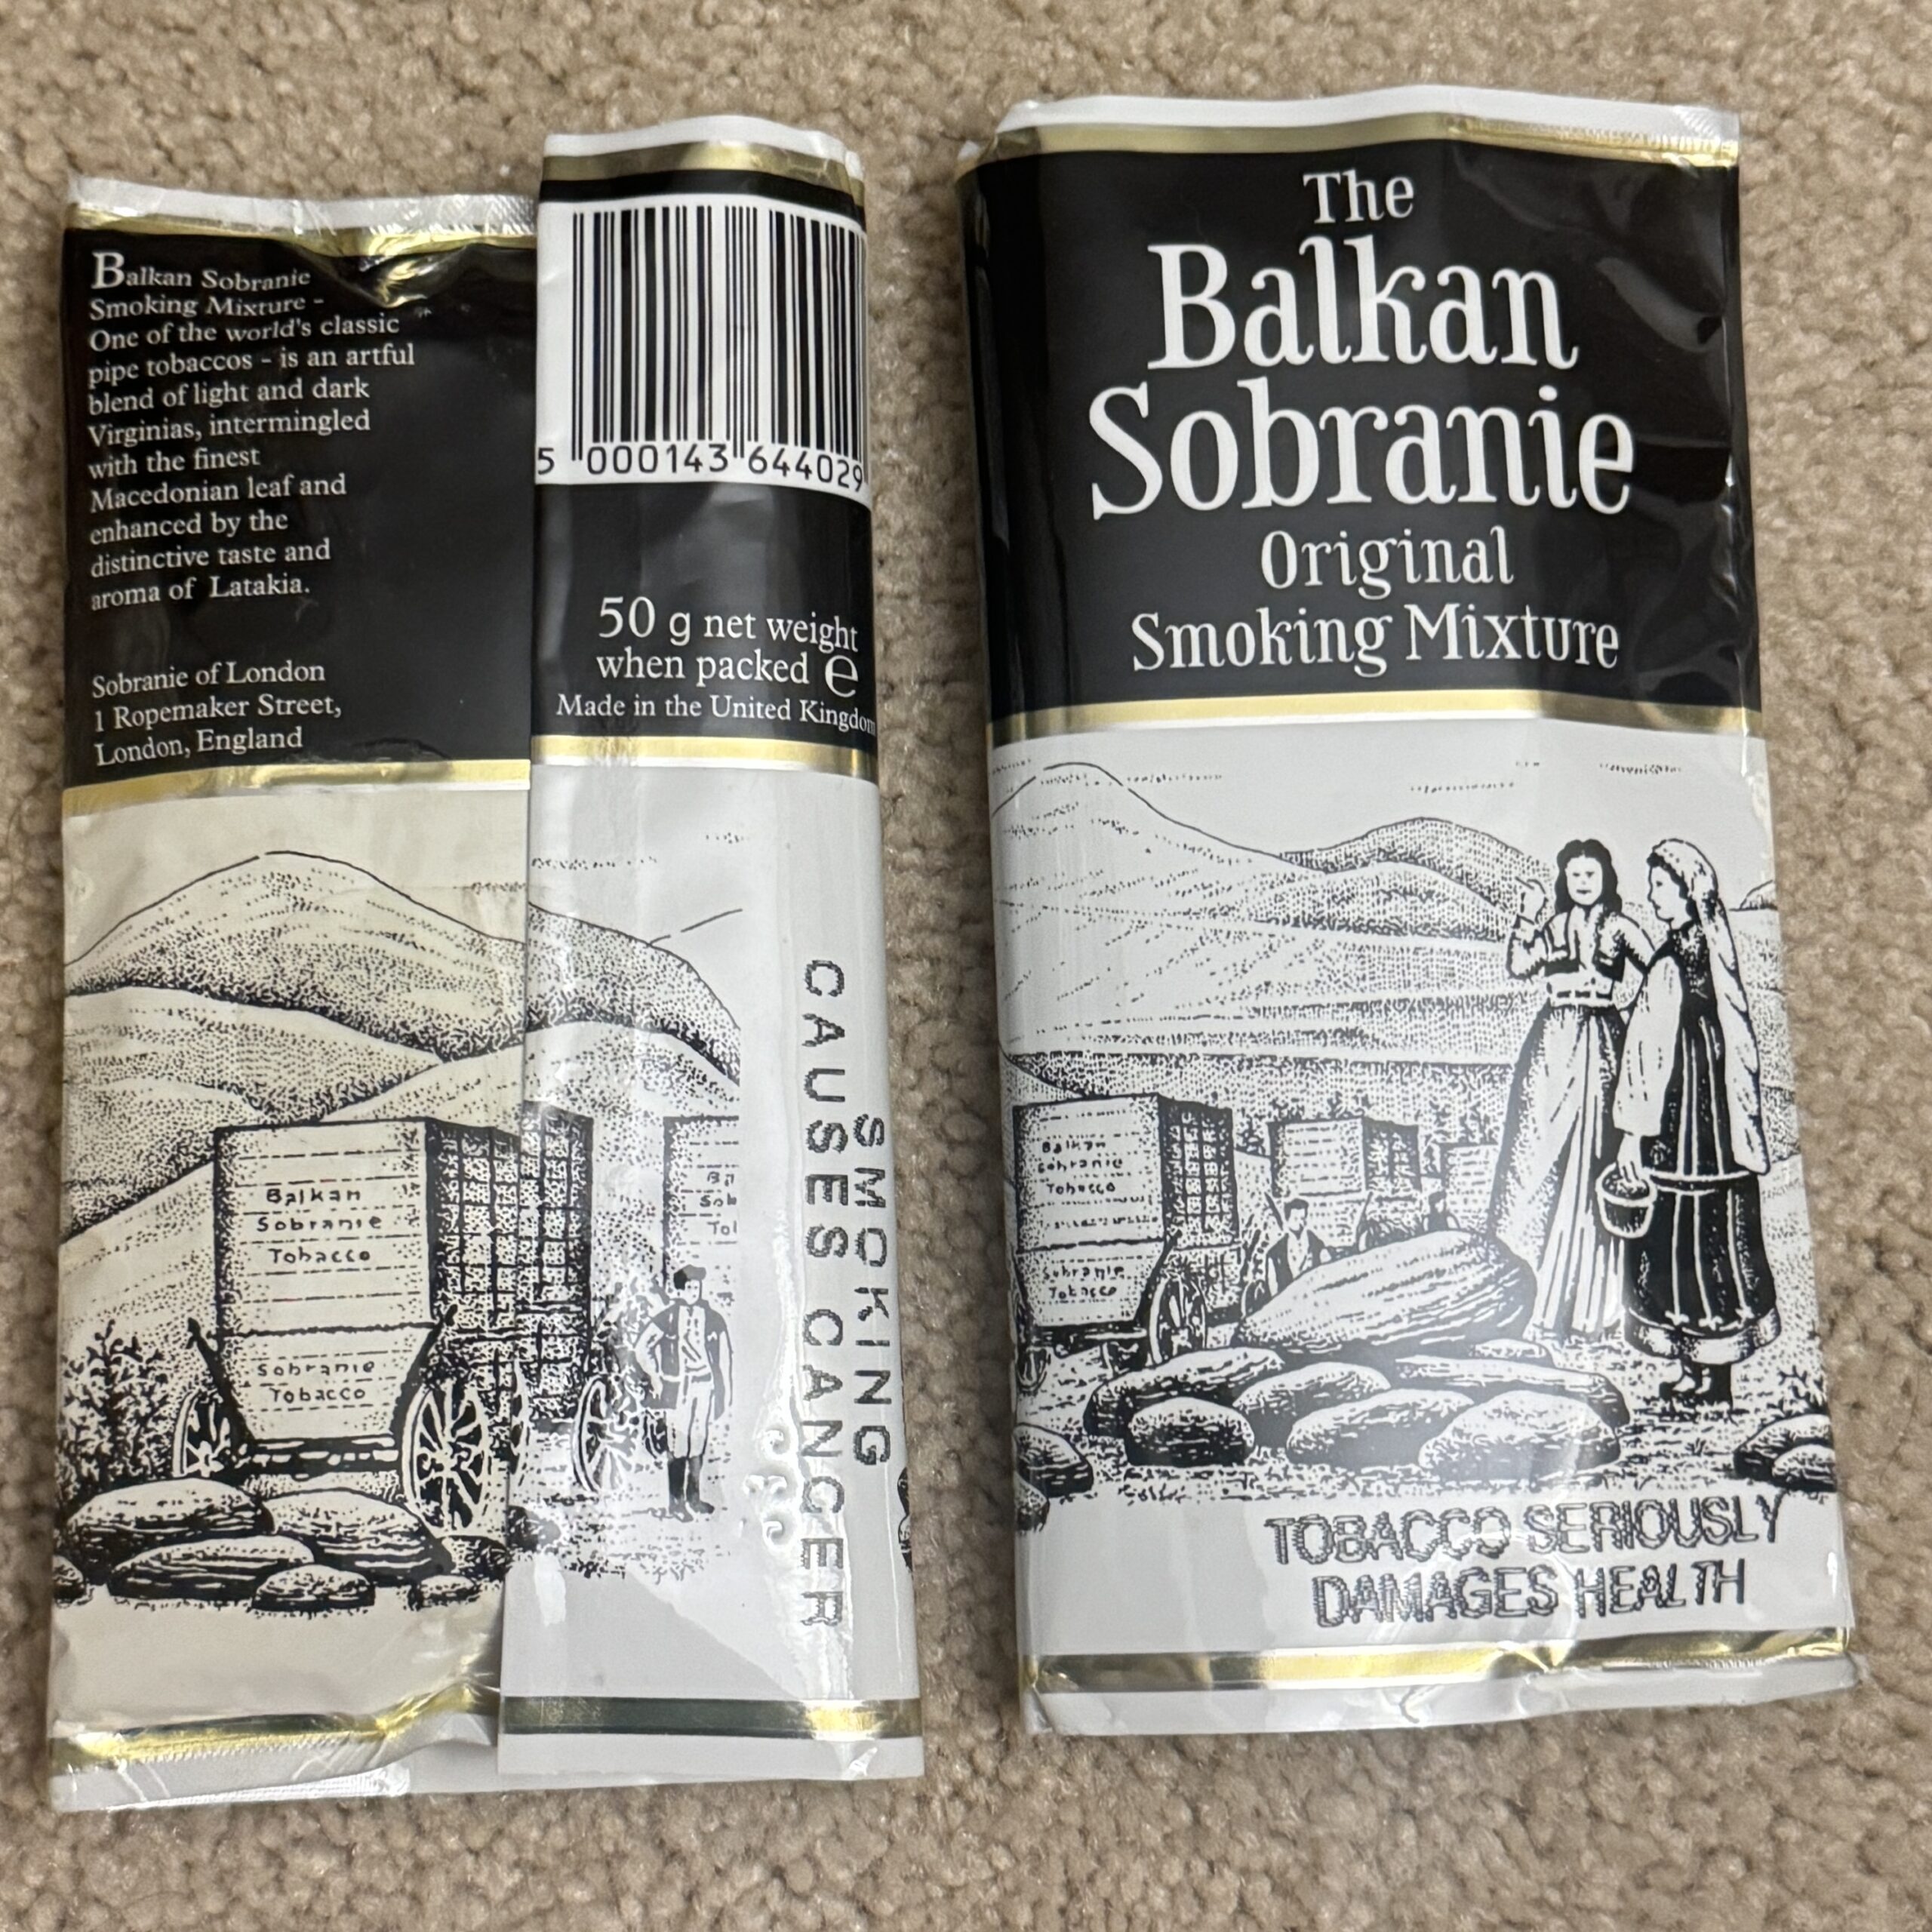 Balkan Sobranie
Smoking Mixture -
One of the world's classic
pipe tobaccos - is an artful
blend of light and dark
Virginias, intermingled
with the finest
Macedonian leaf and
enhanced by the
distinctive taste and
aroma of Latakia.
Sobranie of London
1 Ropemaker Street,
London, England
Balkan
Sobranie
Tobacco
Sobranie
Tobacco
5 000143 644029
50 g net weight
when packed e
Made in the United Kingdom
Ba
Sob
To
SMOKING
CAUSES CANCER
The
Balkan
Sobranie
Original
Smoking Mixture
Balkan
Sobranie
Tobacco
Sobranie
Tobacco
TOBACCO SERIOUSLY
DAMAGES HEALTH